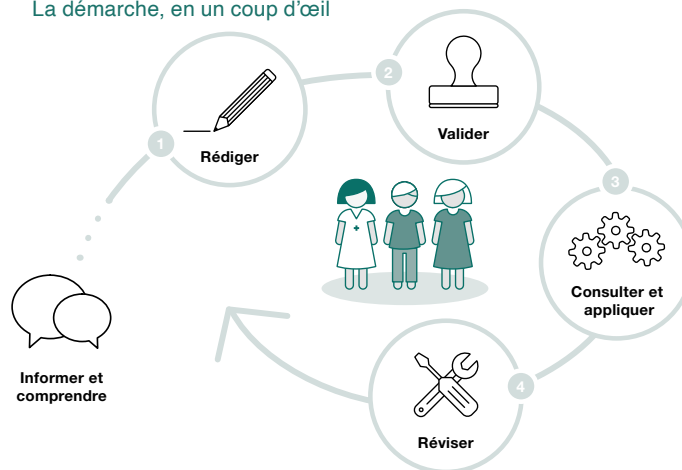 La démarche, en un coup d’œil
1
Rédiger
2
Valider
3
Consulter et
appliquer
4
Réviser
Informer et
comprendre